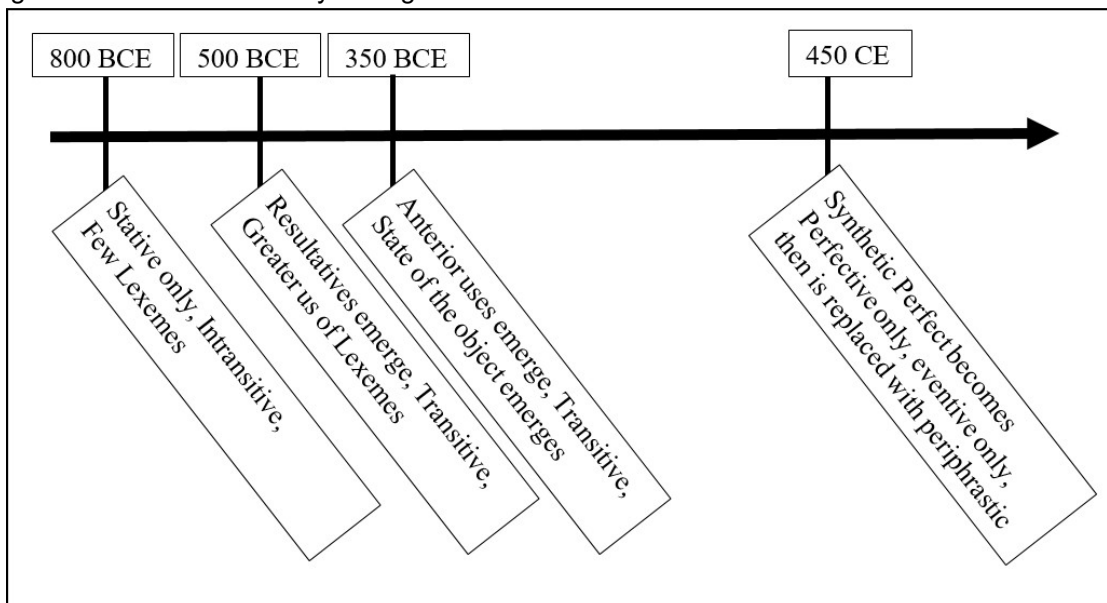 800 BCE
500 BCE
350 BCE
450 CE
Stative only, Intransitive,
Few Lexemes
Resultatives emerge, Transitive,
Greater us of Lexemes
Anterior uses emerge, Transitive,
State of the object emerges
Synthetic Perfect becomes
Perfective only, eventive only,
then is replaced with periphrastic